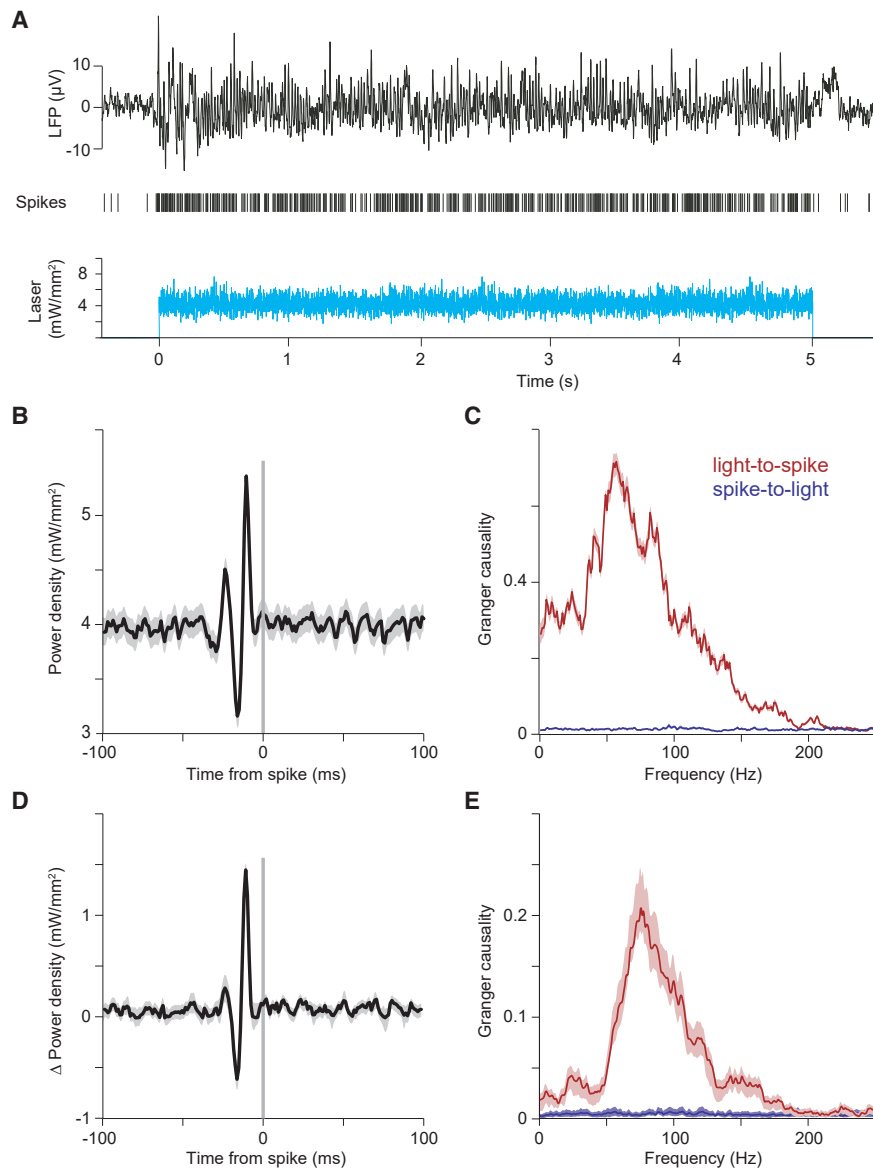 A
LFP (µV)
10
0
-10
Spikes
Laser
(mW/mm²)
8
4
0
1
2
3
4
5
Time (s)
B
Power density (mW/mm²)
5
4
3
-100
0
100
Time from spike (ms)
C
Granger causality
light-to-spike
spike-to-light
0.4
0
0
100
200
Frequency (Hz)
D
Δ Power density (mW/mm²)
1
0
-1
-100
0
100
Time from spike (ms)
E
Granger causality
0.2
0.1
0
0
100
200
Frequency (Hz)